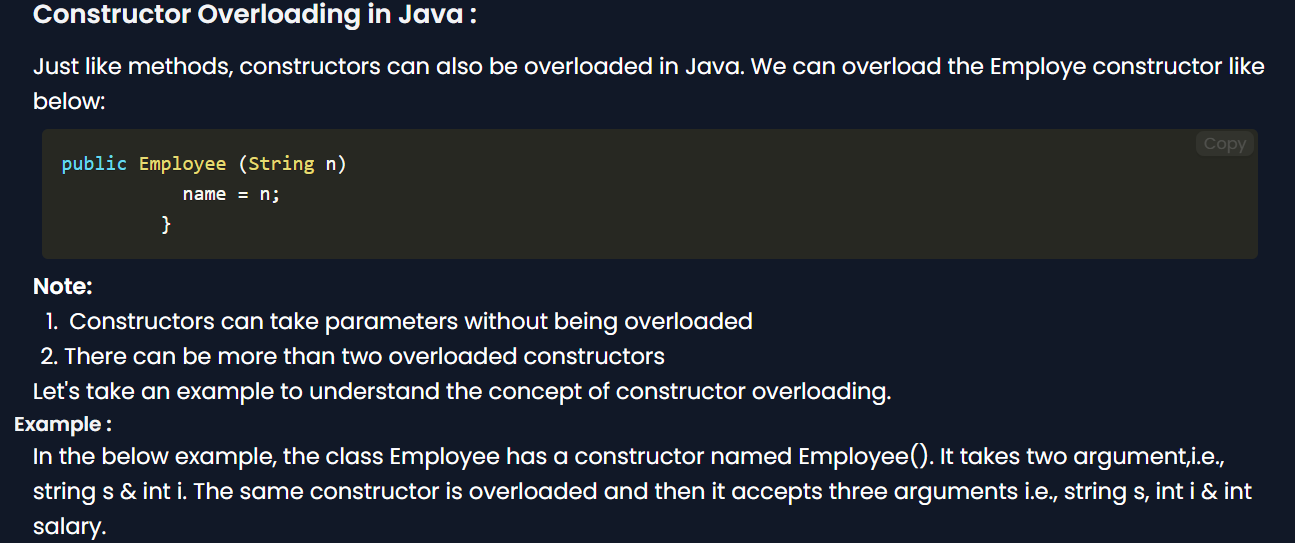 Constructor Overloading in Java :
Just like methods, constructors can also be overloaded in Java. We can overload the Employe constructor like
below:
Copy
public Employee (String n)
name = n;
}
Note:
1. Constructors can take parameters without being overloaded
2. There can be more than two overloaded constructors
Let's take an example to understand the concept of constructor overloading.
Example :
In the below example, the class Employee has a constructor named Employee(). It takes two argument,i.e.,
string s & int i. The same constructor is overloaded and then it accepts three arguments i.e., string s, int i & int
salary.